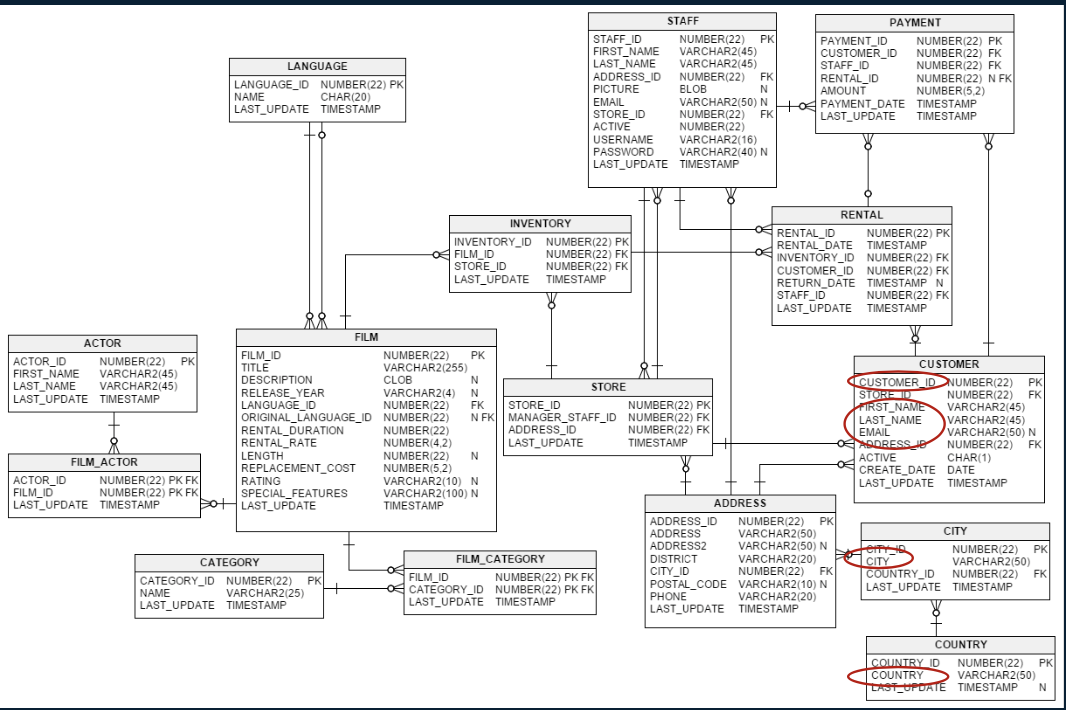 STAFF
STAFF_ID NUMBER(22) PK
FIRST_NAME VARCHAR2(45)
LAST_NAME VARCHAR2(45)
ADDRESS_ID NUMBER(22) FK
PICTURE BLOB N
EMAIL VARCHAR2(50) N
STORE_ID NUMBER(22) FK
ACTIVE NUMBER(22)
USERNAME VARCHAR2(16)
PASSWORD VARCHAR2(40) N
LAST_UPDATE TIMESTAMP
PAYMENT
PAYMENT_ID NUMBER(22) PK
CUSTOMER_ID NUMBER(22) FK
STAFF_ID NUMBER(22) FK
RENTAL_ID NUMBER(22) N FK
AMOUNT NUMBER(5,2)
PAYMENT_DATE TIMESTAMP
LAST_UPDATE TIMESTAMP
LANGUAGE
LANGUAGE_ID NUMBER(22) PK
NAME CHAR(20)
LAST_UPDATE TIMESTAMP
INVENTORY
INVENTORY_ID NUMBER(22) PK
FILM_ID NUMBER(22) FK
STORE_ID NUMBER(22) FK
LAST_UPDATE TIMESTAMP
RENTAL
RENTAL_ID NUMBER(22) PK
RENTAL_DATE TIMESTAMP
INVENTORY_ID NUMBER(22) FK
CUSTOMER_ID NUMBER(22) FK
RETURN_DATE TIMESTAMP N
STAFF_ID NUMBER(22) FK
LAST_UPDATE TIMESTAMP
ACTOR
ACTOR_ID NUMBER(22) PK
FIRST_NAME VARCHAR2(45)
LAST_NAME VARCHAR2(45)
LAST_UPDATE TIMESTAMP
FILM
FILM_ID NUMBER(22) PK
TITLE VARCHAR2(255)
DESCRIPTION CLOB N
RELEASE_YEAR VARCHAR2(4) N
LANGUAGE_ID NUMBER(22) FK
ORIGINAL_LANGUAGE_ID NUMBER(22) N FK
RENTAL_DURATION NUMBER(22)
RENTAL_RATE NUMBER(4,2)
LENGTH NUMBER(22) N
REPLACEMENT_COST NUMBER(5,2)
RATING VARCHAR2(10) N
SPECIAL_FEATURES VARCHAR2(100) N
LAST_UPDATE TIMESTAMP
STORE
STORE_ID NUMBER(22) PK
MANAGER_STAFF_ID NUMBER(22) FK
ADDRESS_ID NUMBER(22) FK
LAST_UPDATE TIMESTAMP
CUSTOMER
CUSTOMER_ID NUMBER(22) PK
STORE_ID NUMBER(22) FK
FIRST_NAME VARCHAR2(45)
LAST_NAME VARCHAR2(45)
EMAIL VARCHAR2(50) N
ADDRESS_ID NUMBER(22) FK
ACTIVE CHAR(1)
CREATE_DATE DATE
LAST_UPDATE TIMESTAMP
FILM_ACTOR
ACTOR_ID NUMBER(22) PK FK
FILM_ID NUMBER(22) PK FK
LAST_UPDATE TIMESTAMP
ADDRESS
ADDRESS_ID NUMBER(22) PK
ADDRESS VARCHAR2(50)
ADDRESS2 VARCHAR2(50) N
DISTRICT VARCHAR2(20)
CITY_ID NUMBER(22) FK
POSTAL_CODE VARCHAR2(10) N
PHONE VARCHAR2(20)
LAST_UPDATE TIMESTAMP
CITY
CITY_ID NUMBER(22) PK
CITY VARCHAR2(50)
COUNTRY_ID NUMBER(22) FK
LAST_UPDATE TIMESTAMP
CATEGORY
CATEGORY_ID NUMBER(22) PK
NAME VARCHAR2(25)
LAST_UPDATE TIMESTAMP
FILM_CATEGORY
FILM_ID NUMBER(22) PK FK
CATEGORY_ID NUMBER(22) PK FK
LAST_UPDATE TIMESTAMP
COUNTRY
COUNTRY_ID NUMBER(22) PK
COUNTRY VARCHAR2(50)
LAST_UPDATE TIMESTAMP N